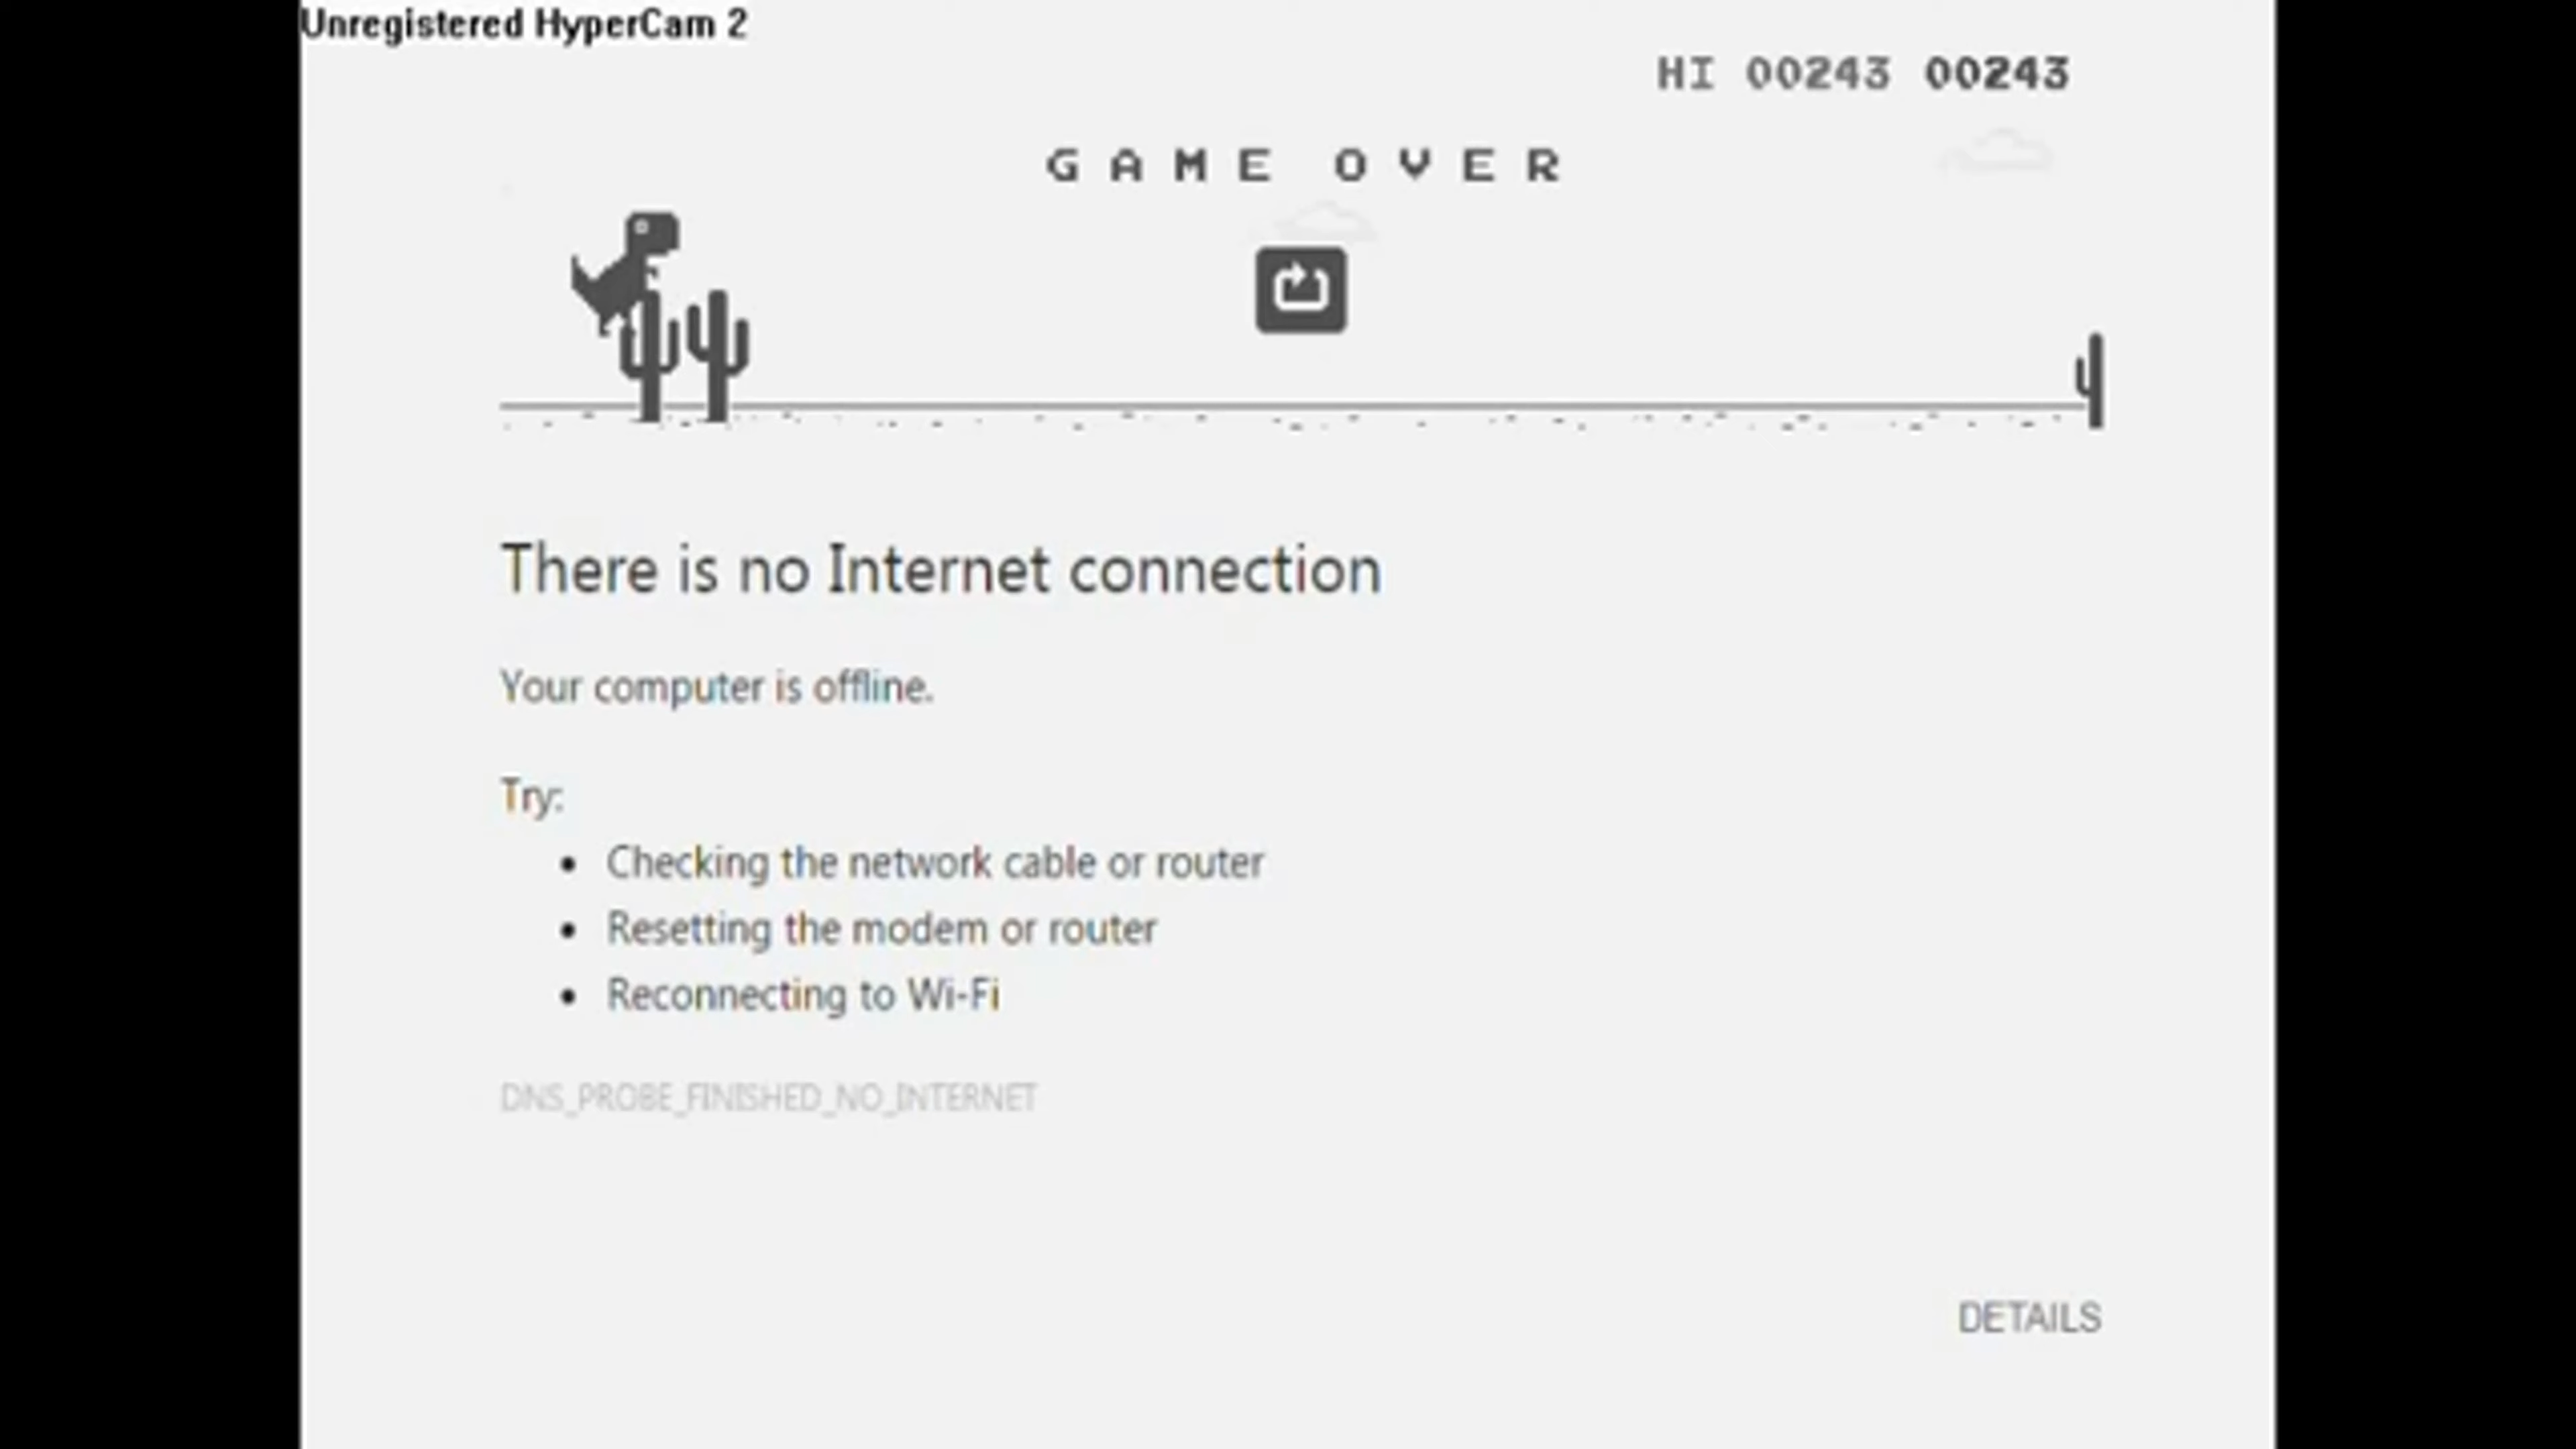 Unregistered HyperCam 2
HI 00243 00243
GAME OVER
There is no Internet connection
Your computer is offline.
Try:
Checking the network cable or router
Resetting the modem or router
Reconnecting to Wi-Fi
DNS_PROBE_FINISHED_NO_INTERNET
DETAILS